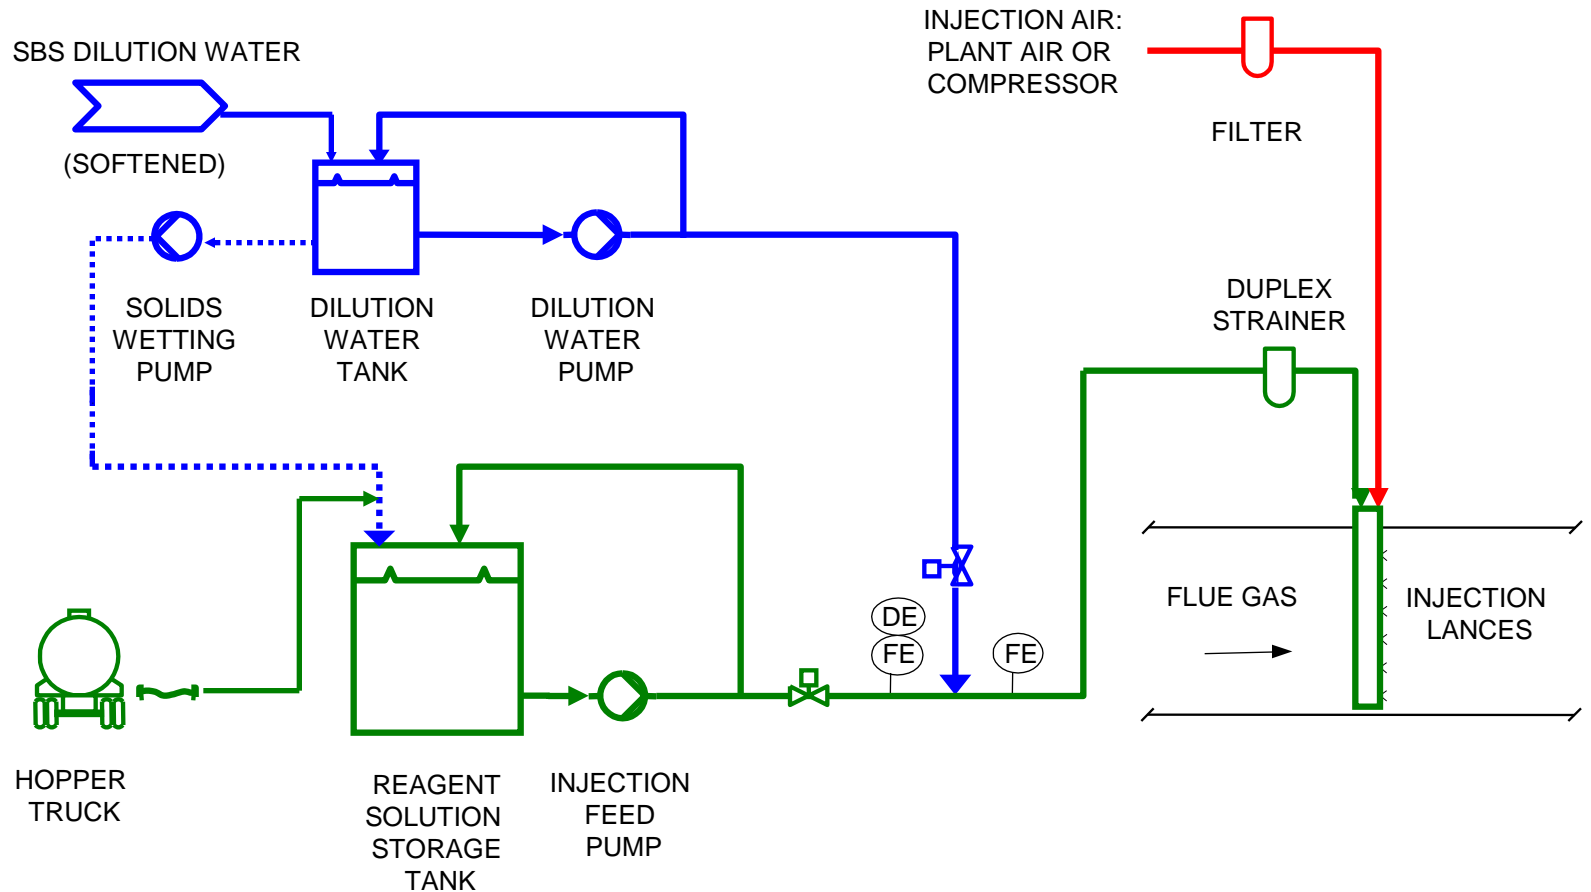 INJECTION AIR:
PLANT AIR OR
COMPRESSOR
SBS DILUTION WATER
(SOFTENED)
FILTER
SOLIDS
WETTING
PUMP
DILUTION
WATER
TANK
DILUTION
WATER
PUMP
DUPLEX
STRAINER
DE
FE
FE
FLUE GAS
INJECTION
LANCES
HOPPER
TRUCK
REAGENT
SOLUTION
STORAGE
TANK
INJECTION
FEED
PUMP